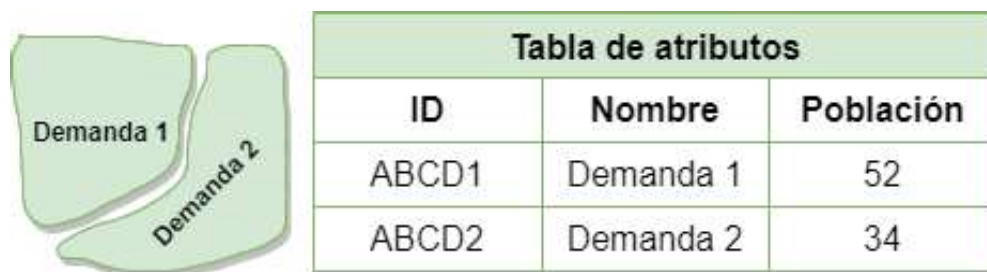 Demanda 1
Demanda 2
Tabla de atributos
ID Nombre Población
ABCD1 Demanda 1 52
ABCD2 Demanda 2 34